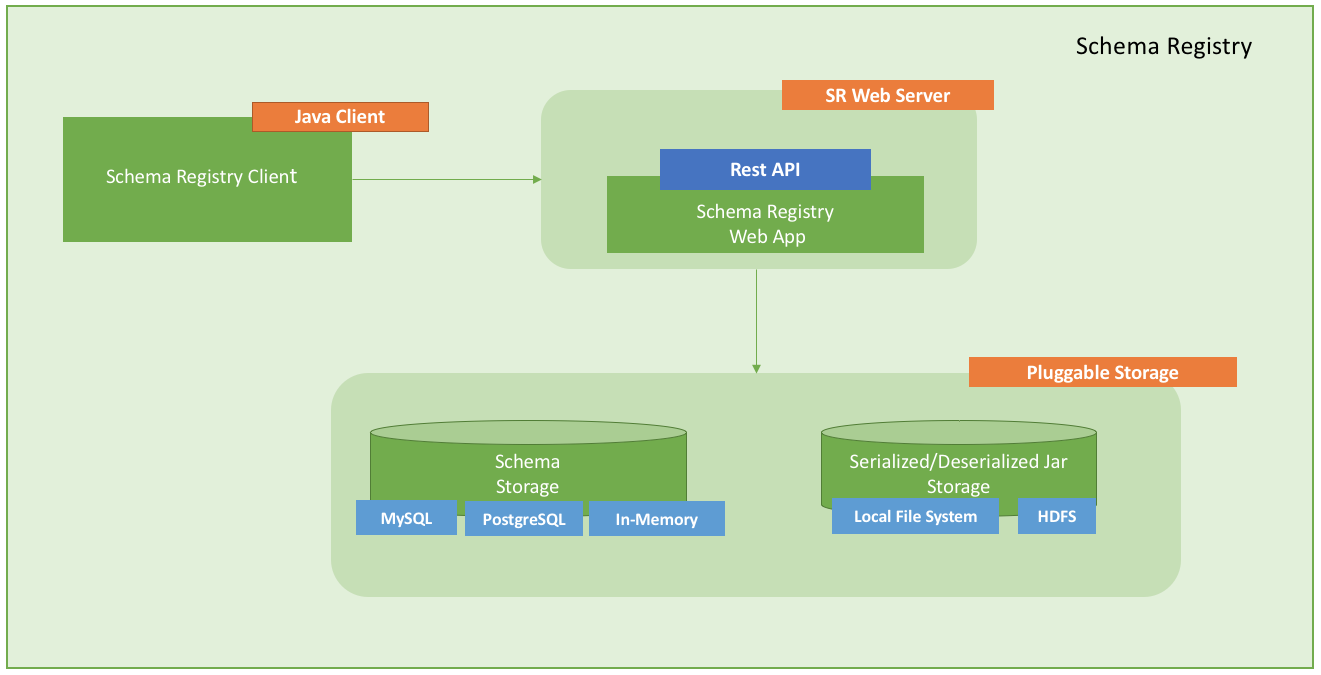 Schema Registry
Java Client
Schema Registry Client
SR Web Server
Rest API
Schema Registry
Web App
Pluggable Storage
Schema
Storage
MySQL
PostgreSQL
In-Memory
Serialized/Deserialized Jar
Storage
Local File System
HDFS